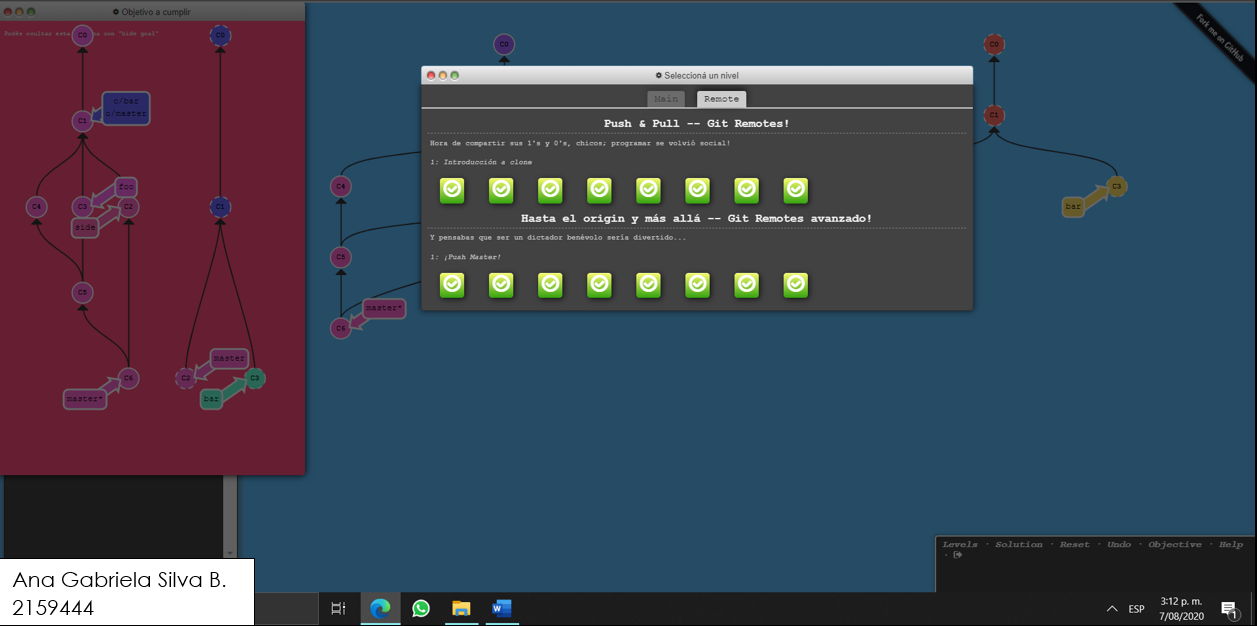 Objetivo a cumplir
Podés ocultar esta
na con "hide goal"
C0
C0
o/bar
o/master
C1
foo
C4
C3
C2
side
C1
C5
master
C6
C2
C3
master*
bar
C0
C4
C5
master*
C6
Seleccioná un nivel
Main
Remote
Push & Pull -- Git Remotes!
Hora de compartir sus 1's y 0's, chicos; programar se volvió social!
1: Introducción a clone
Hasta el origin y más allá -- Git Remotes avanzado!
Y pensabas que ser un dictador benévolo sería divertido...
1: ¡Push Master!
C0
C1
C3
bar
Fork me on GitHub
Levels · Solution · Reset · Undo · Objective · Help
·
Ana Gabriela Silva B.
2159444
W
ESP
3:12 p. m.
7/08/2020
1